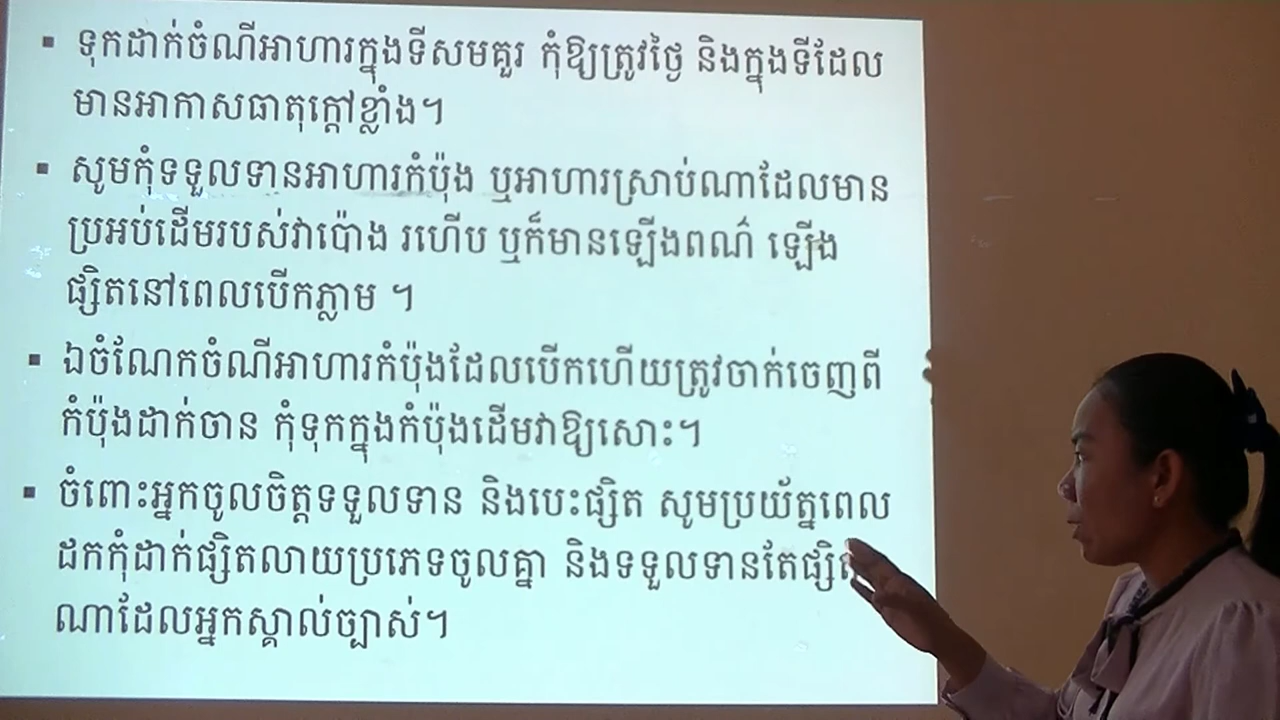 ▪ ទុកដាក់ចំណីអាហារក្នុងទីសមគួរ កុំឱ្យត្រូវថ្ងៃ និងក្នុងទីដែល
មានអាកាសធាតុក្តៅខ្លាំង។
▪ សូមកុំទទួលទានអាហារកំប៉ុង ឬអាហារស្រាប់ណាដែលមាន
ប្រអប់ដើមរបស់វាប៉ោង រហើប ឬក៏មានឡើងពណ៌ ឡើង
ផ្សិតនៅពេលបើកភ្លាម ។
▪ ឯចំណែកចំណីអាហារកំប៉ុងដែលបើកហើយត្រូវចាក់ចេញពី
កំប៉ុងដាក់ចាន កុំទុកក្នុងកំប៉ុងដើមវាឱ្យសោះ។
▪ ចំពោះអ្នកចូលចិត្តទទួលទាន និងបេះផ្សិត សូមប្រយ័ត្នពេល
ដកកុំដាក់ផ្សិតលាយប្រភេទចូលគ្នា និងទទួលទានតែផ្សិត
ណាដែលអ្នកស្គាល់ច្បាស់។